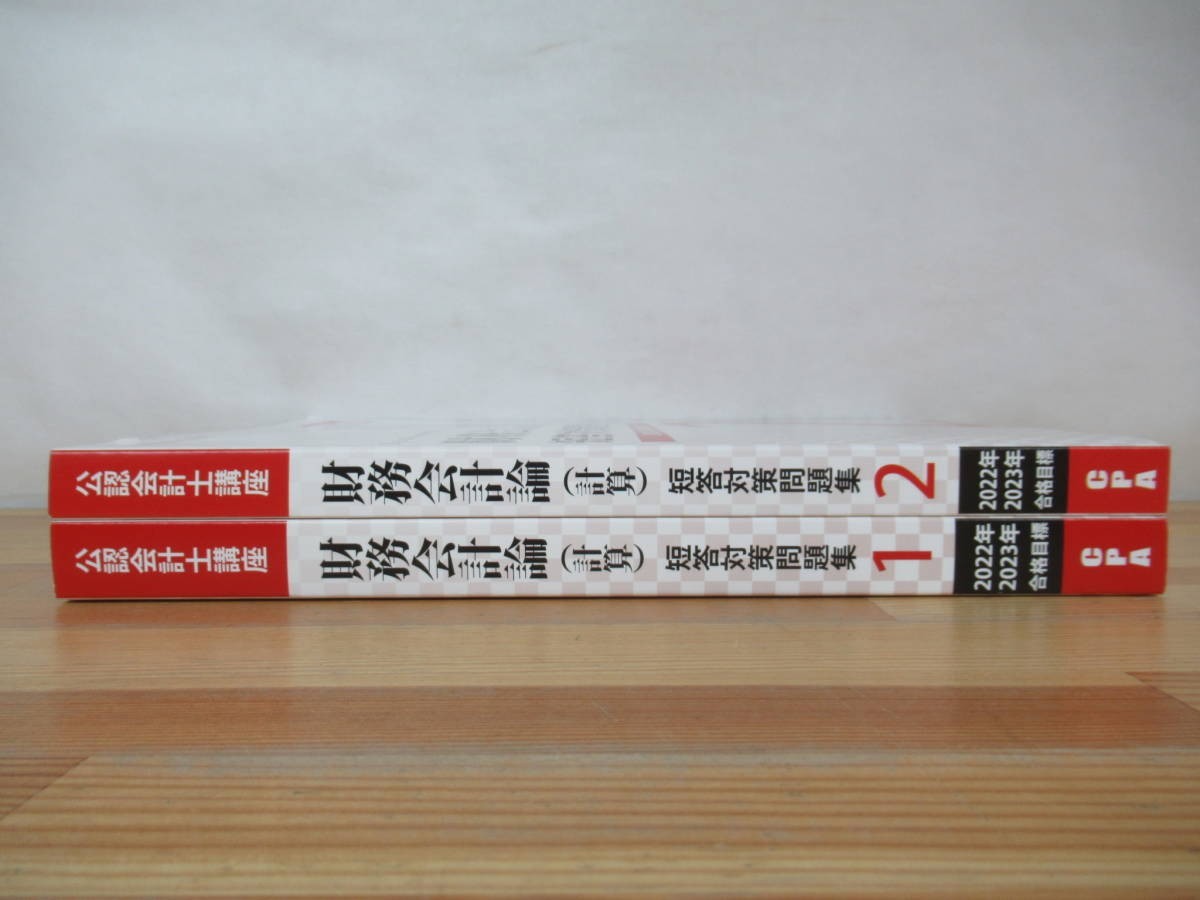 公認会計士講座
財務会計論
(計算)
短答対策問題集
2
2022年
2023年
合格目標
CPA
公認会計士講座
財務会計論
(計算)
短答対策問題集
1
2022年
2023年
合格目標
CPA